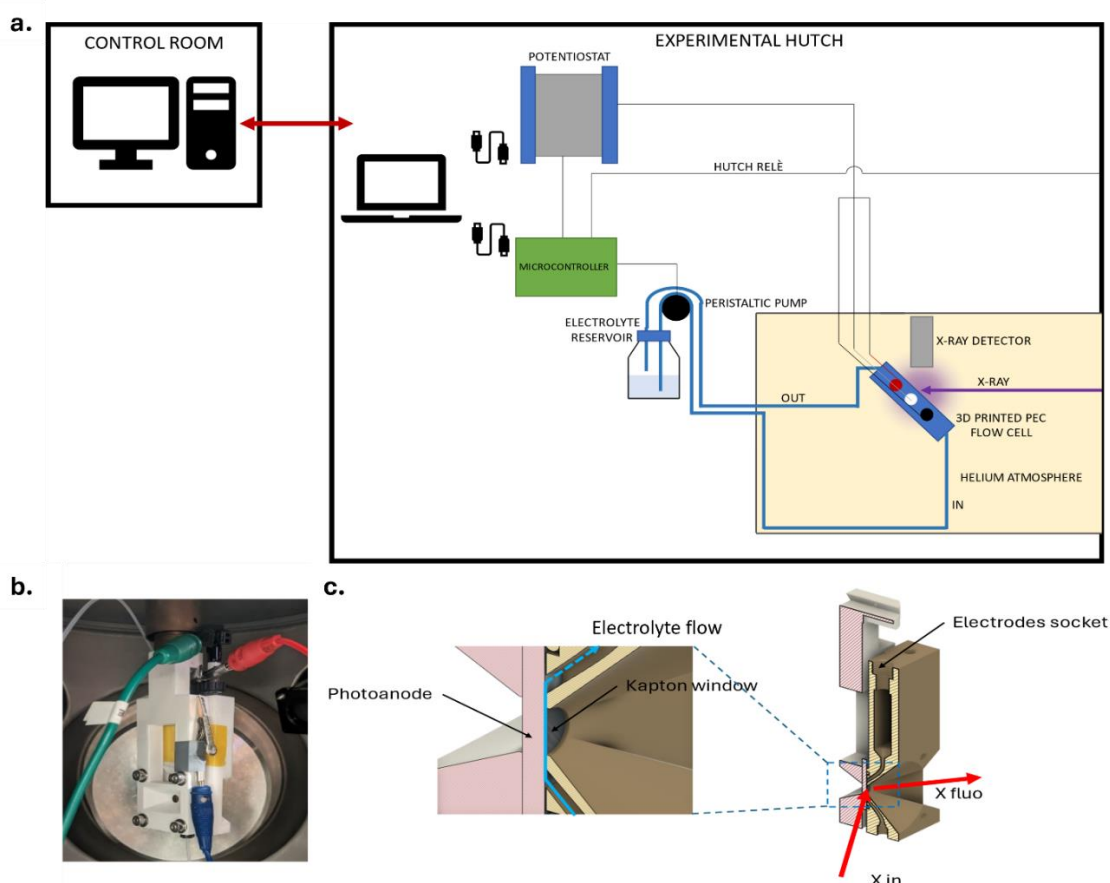 a.
CONTROL ROOM
EXPERIMENTAL HUTCH
POTENTIOSTAT
HUTCH RELÈ
MICROCONTROLLER
PERISTALTIC PUMP
ELECTROLYTE
RESERVOIR
X-RAY DETECTOR
X-RAY
OUT
3D PRINTED PEC
FLOW CELL
HELIUM ATMOSPHERE
IN
b.
c.
Electrolyte flow
Electrodes socket
Photoanode
Kapton window
X fluo
X in